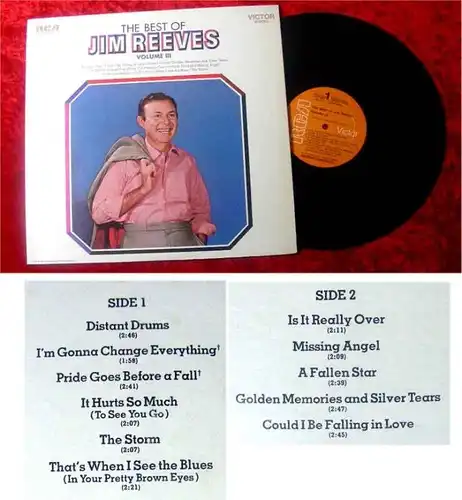 RCA
THE BEST OF
VICTOR
STEREO
JIM REEVES
VOLUME III
RCA
Victor
SIDE 1
Distant Drums
(2:46)
I'm Gonna Change Everything†
(1:58)
Pride Goes Before a Fall†
(2:41)
It Hurts So Much
(To See You Go)
(2:07)
The Storm
(2:07)
That's When I See the Blues
(In Your Pretty Brown Eyes)
(2:21)
SIDE 2
Is It Really Over
(2:11)
Missing Angel
(2:09)
A Fallen Star
(2:39)
Golden Memories and Silver Tears
(2:47)
Could I Be Falling in Love
(2:45)